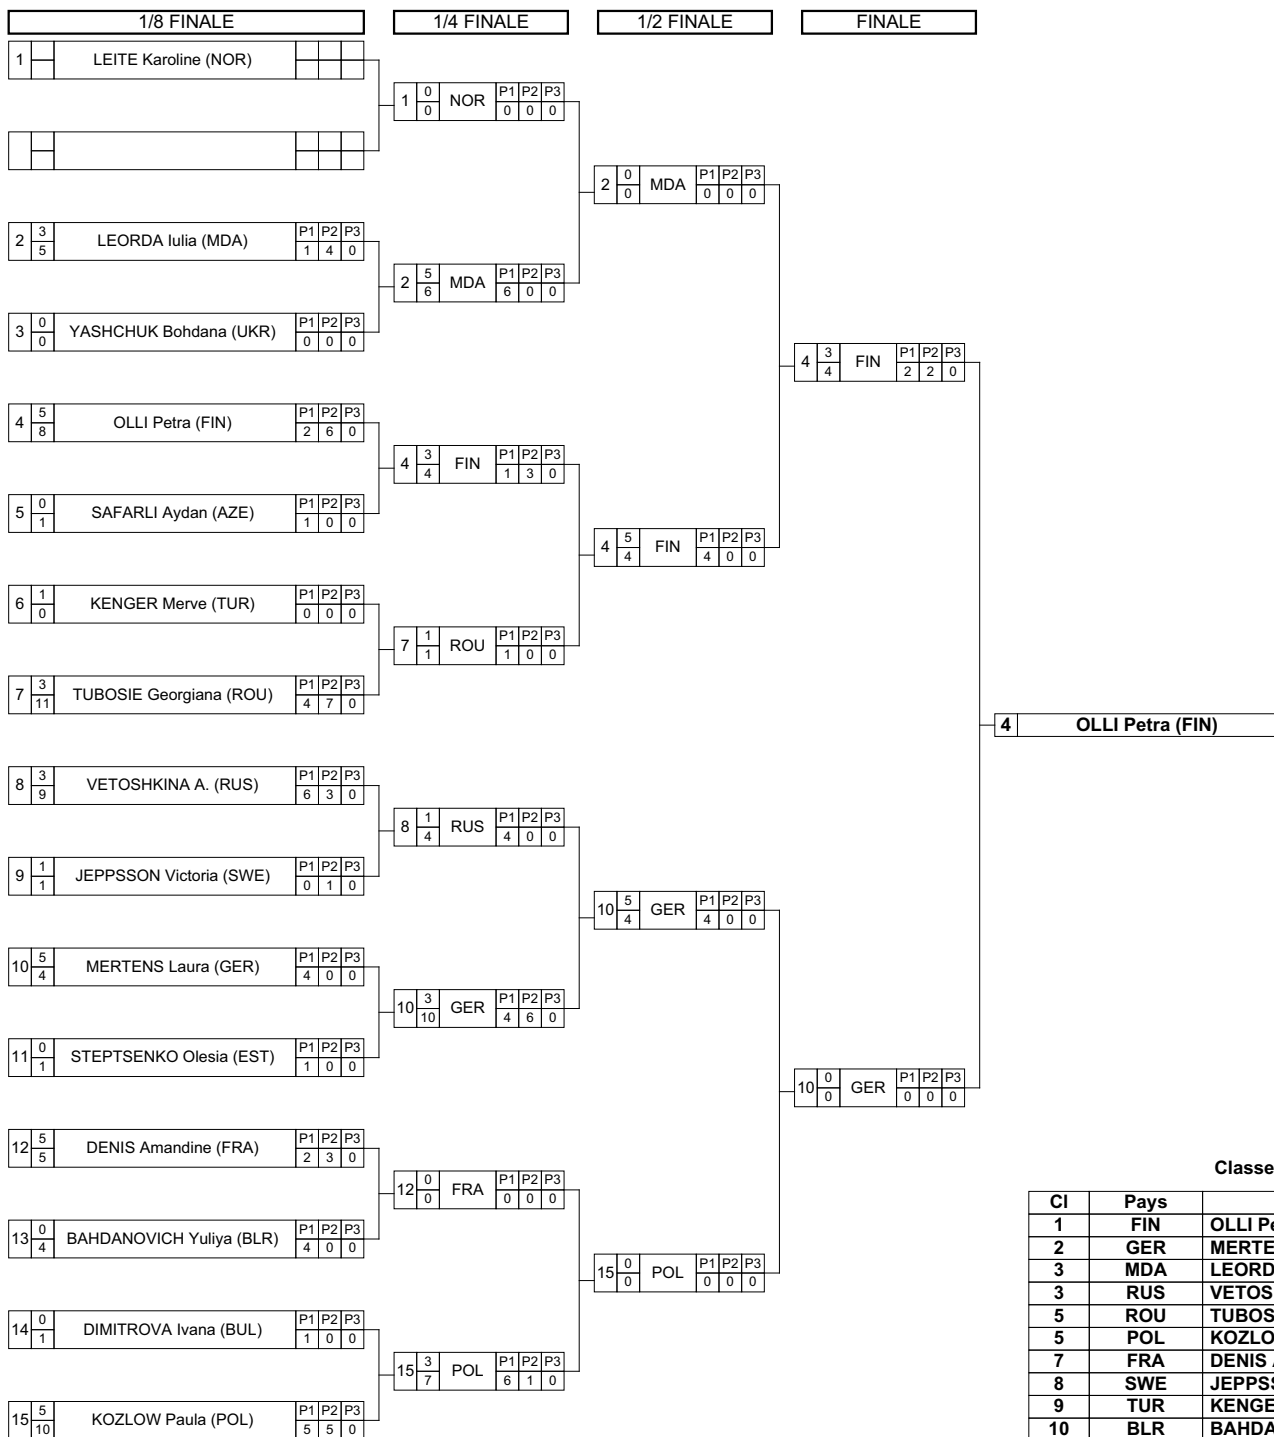 1/8 FINALE 1/4 FINALE 1/2 FINALE FINALE
1 LEITE Karoline (NOR)
1 0 NOR P1 P2 P3
0 0 0 0
2 0 MDA P1 P2 P3
0 0 0 0
2 3 LEORDA Iulia (MDA) P1 P2 P3
5 1 4 0
2 5 MDA P1 P2 P3
6 6 0 0
3 0 YASHCHUK Bohdana (UKR) P1 P2 P3
0 0 0 0
4 3 FIN P1 P2 P3
4 2 2 0
4 5 OLLI Petra (FIN) P1 P2 P3
8 2 6 0
4 3 FIN P1 P2 P3
4 1 3 0
5 0 SAFARLI Aydan (AZE) P1 P2 P3
1 1 0 0
4 5 FIN P1 P2 P3
4 4 0 0
6 1 KENGER Merve (TUR) P1 P2 P3
0 0 0 0
7 1 ROU P1 P2 P3
1 1 0 0
7 3 TUBOSIE Georgiana (ROU) P1 P2 P3
11 4 7 0
4 OLLI Petra (FIN)
8 3 VETOSHKINA A. (RUS) P1 P2 P3
9 6 3 0
8 1 RUS P1 P2 P3
4 4 0 0
9 1 JEPPSSON Victoria (SWE) P1 P2 P3
1 0 1 0
10 5 GER P1 P2 P3
4 4 0 0
10 5 MERTENS Laura (GER) P1 P2 P3
4 4 0 0
10 3 GER P1 P2 P3
10 4 6 0
11 0 STEPTSENKO Olesia (EST) P1 P2 P3
1 1 0 0
10 0 GER P1 P2 P3
0 0 0 0
12 5 DENIS Amandine (FRA) P1 P2 P3
5 2 3 0
12 0 FRA P1 P2 P3
0 0 0 0
13 0 BAHDANOVICH Yuliya (BLR) P1 P2 P3
4 4 0 0
15 0 POL P1 P2 P3
0 0 0 0
14 0 DIMITROVA Ivana (BUL) P1 P2 P3
1 1 0 0
15 3 POL P1 P2 P3
7 6 1 0
15 5 KOZLOW Paula (POL) P1 P2 P3
10 5 5 0
Classe
Cl Pays
1 FIN OLLI Pe
2 GER MERTE
3 MDA LEORD
3 RUS VETOS
5 ROU TUBOS
5 POL KOZLO
7 FRA DENIS
8 SWE JEPPS
9 TUR KENGE
10 BLR BAHDA